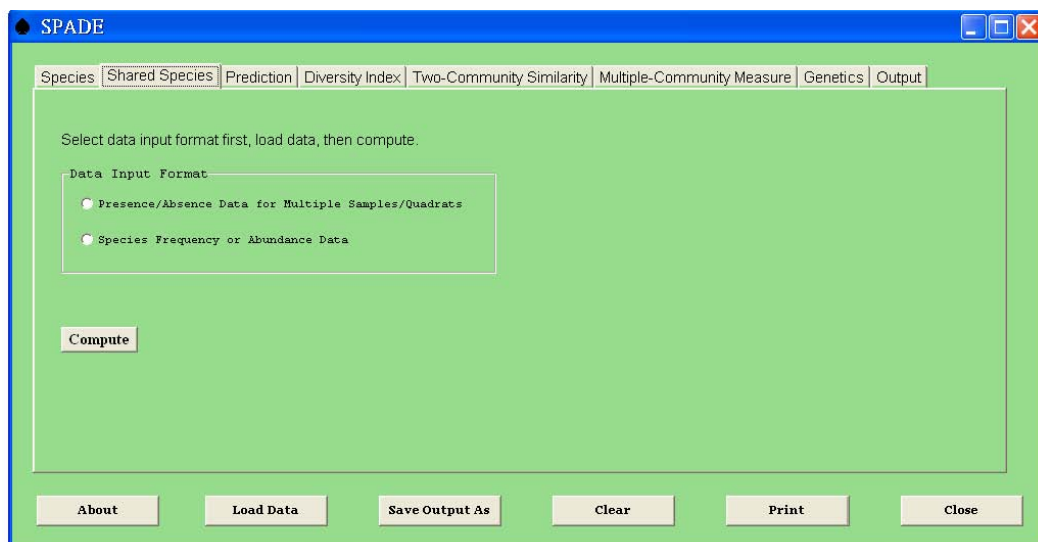 SPADE
Species Shared Species Prediction Diversity Index Two-Community Similarity Multiple-Community Measure Genetics Output
Select data input format first, load data, then compute.
Data Input Format
Presence/Absence Data for Multiple Samples/Quadrats
Species Frequency or Abundance Data
Compute
About Load Data Save Output As Clear Print Close